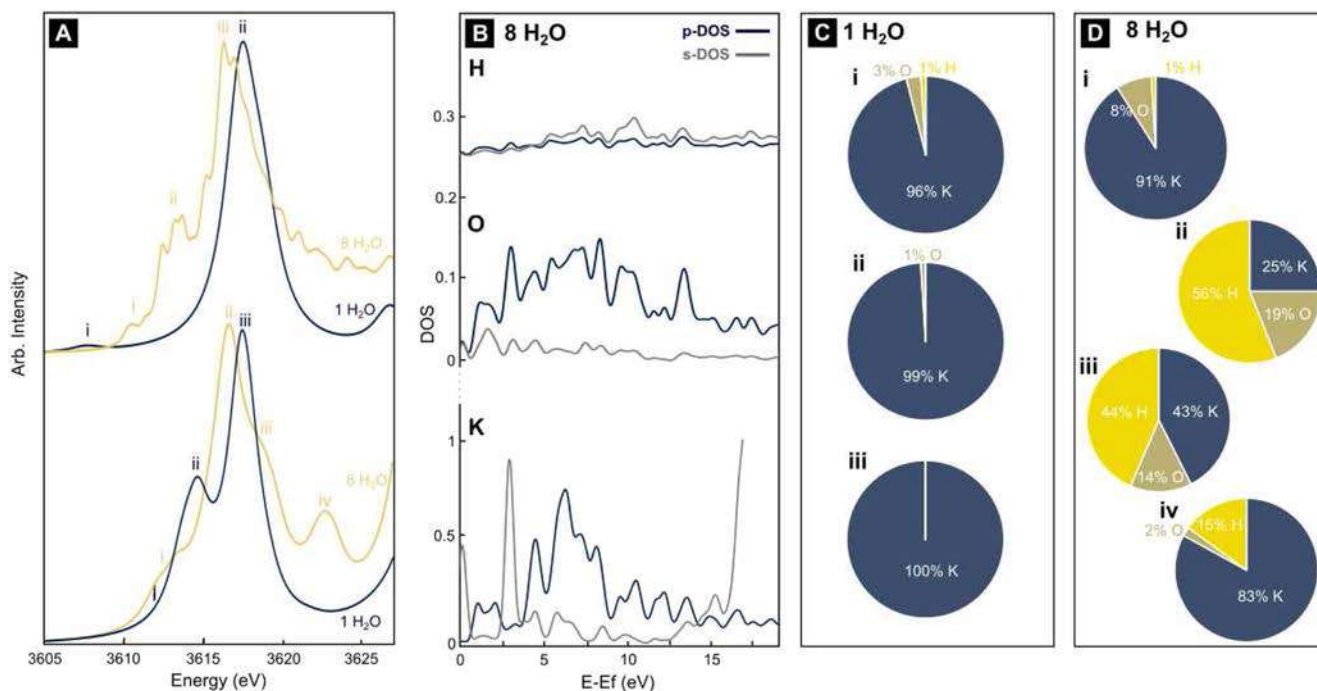 A
iii
ii
ii
i
i
8 H₂O
1 H₂O
ii
iii
ii
iii
iv
i
i
8 H₂O
1 H₂O
Arb. Intensity
3605
3610
3615
3620
3625
Energy (eV)
B 8 H₂O
p-DOS
s-DOS
H
0.3
0.2
O
0.1
0
DOS
K
1
0.5
0
0
5
10
15
E-Ef (eV)
C 1 H₂O
i
3% O
1% H
96% K
ii
1% O
99% K
iii
100% K
D 8 H₂O
i
1% H
8% O
91% K
ii
56% H
25% K
19% O
iii
44% H
43% K
14% O
iv
2% O
15% H
83% K